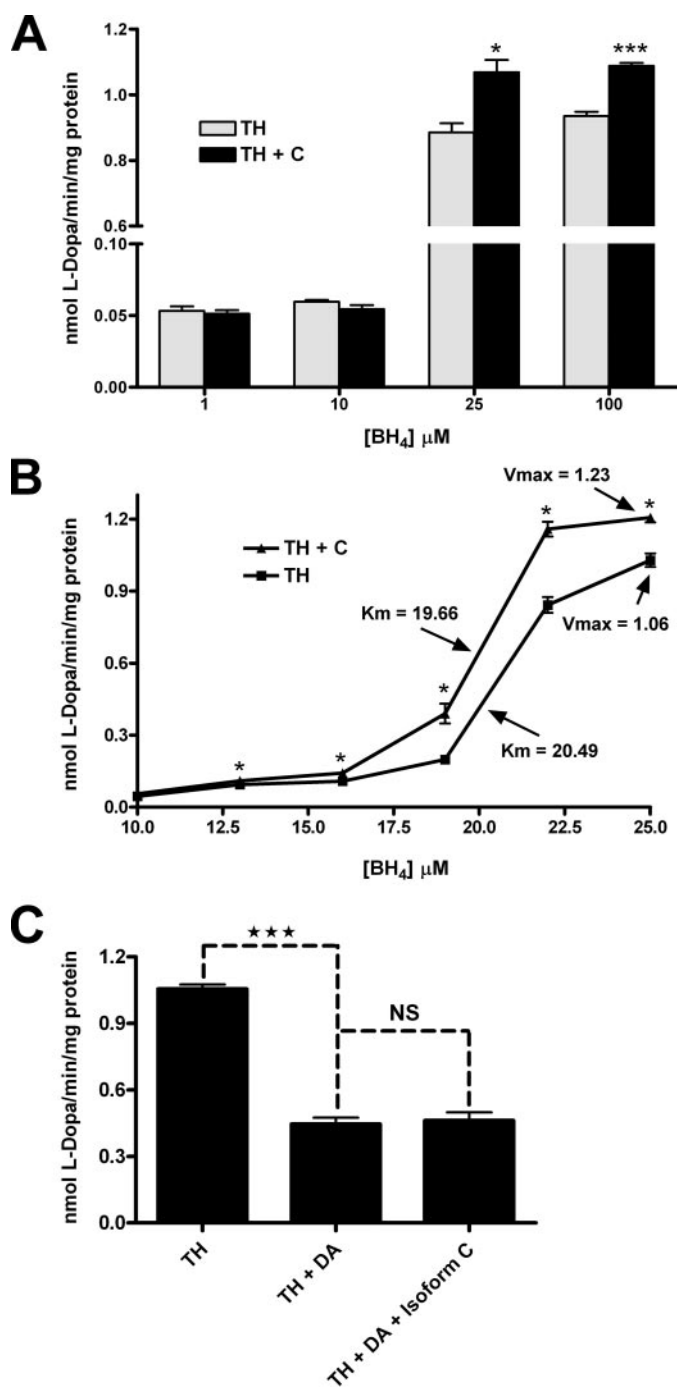 A
nmol L-Dopa/min/mg protein
1.2
1.0
0.8
0.6
0.10
0.05
0.00
TH
TH + C
*
***
1
10
25
100
[BH4] μM
B
nmol L-Dopa/min/mg protein
1.2
0.9
0.6
0.3
0.0
TH + C
TH
Vmax = 1.23
*
*
Km = 19.66
Vmax = 1.06
*
*
*
Km = 20.49
10.0
12.5
15.0
17.5
20.0
22.5
25.0
[BH4] μM
C
nmol L-Dopa/min/mg protein
1.2
0.9
0.6
0.3
0.0
★★★
NS
TH
TH + DA
TH + DA + Isoform C